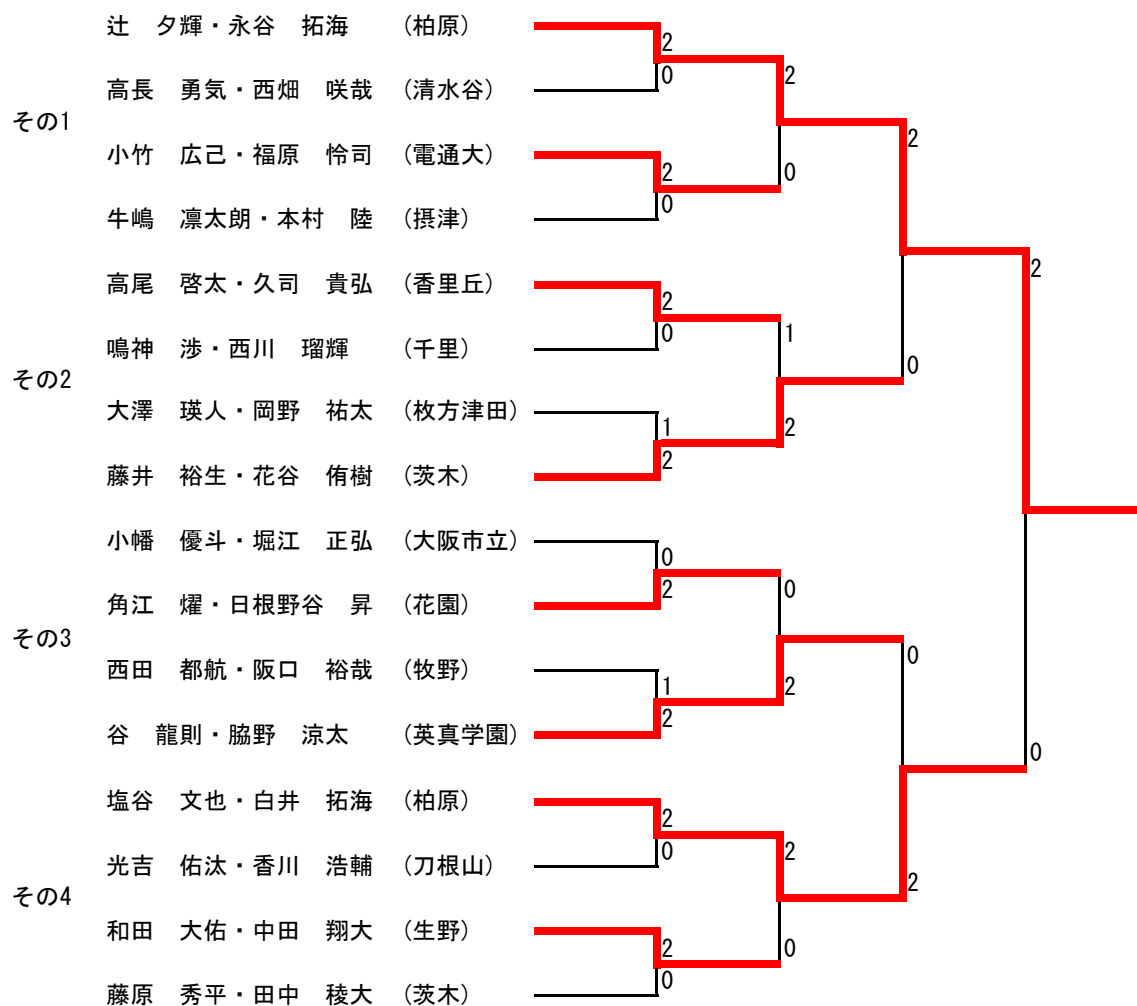 辻　夕輝・永谷　拓海　（柏原）
2
0
高長　勇気・西畑　咲哉　（清水谷）
2
その1
2
小竹　広己・福原　怜司　（電通大）
2
0
0
牛嶋　凛太朗・本村　陸　（摂津）
高尾　啓太・久司　貴弘　（香里丘）
2
2
0
1
鳴神　渉・西川　瑠輝　（千里）
0
その2
大澤　瑛人・岡野　祐太　（枚方津田）
1
2
2
藤井　裕生・花谷　侑樹　（茨木）
小幡　優斗・堀江　正弘　（大阪市立）
0
2
0
角江　燿・日根野谷　昇　（花園）
その3
0
西田　都航・阪口　裕哉　（牧野）
1
2
2
谷　龍則・脇野　涼太　（英真学園）
0
塩谷　文也・白井　拓海　（柏原）
2
0
2
光吉　佑汰・香川　浩輔　（刀根山）
2
その4
和田　大佑・中田　翔大　（生野）
2
0
0
藤原　秀平・田中　稜大　（茨木）